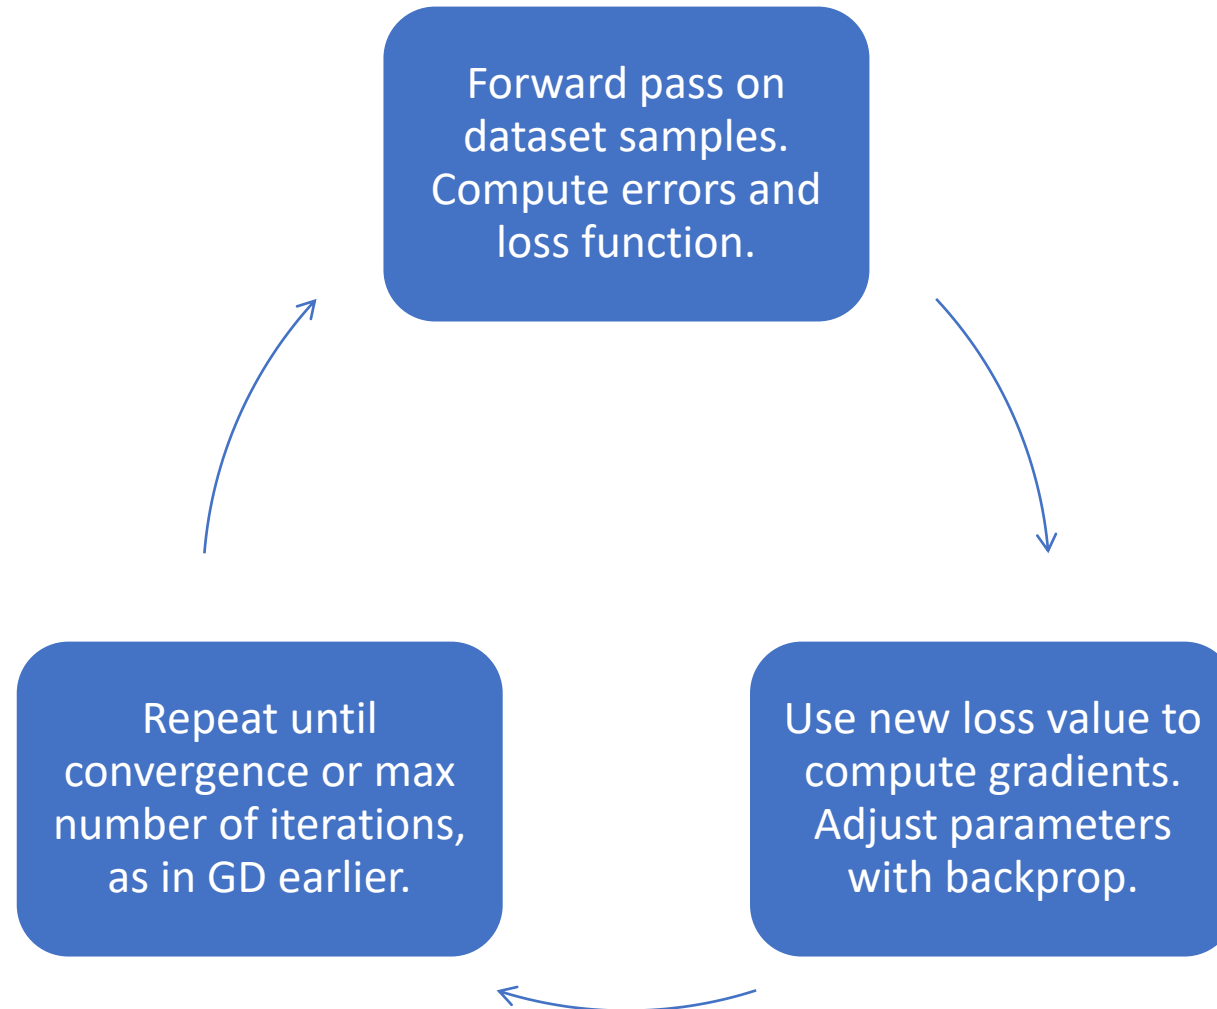 Forward pass on
dataset samples.
Compute errors and
loss function.
Use new loss value to
compute gradients.
Adjust parameters
with backprop.
Repeat until
convergence or max
number of iterations,
as in GD earlier.